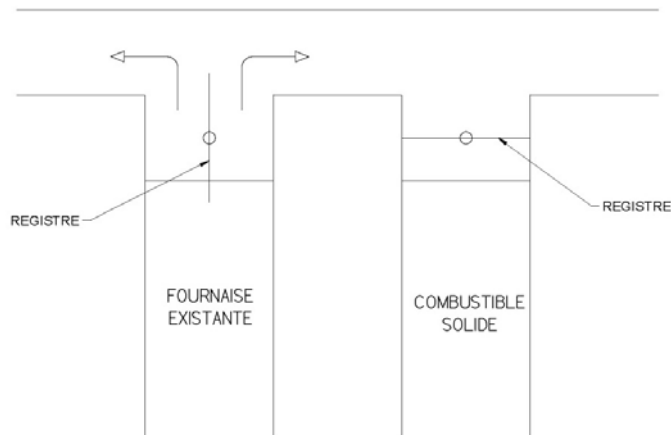 REGISTRE
REGISTRE
FOURNAISE
EXISTANTE
COMBUSTIBLE
SOLIDE